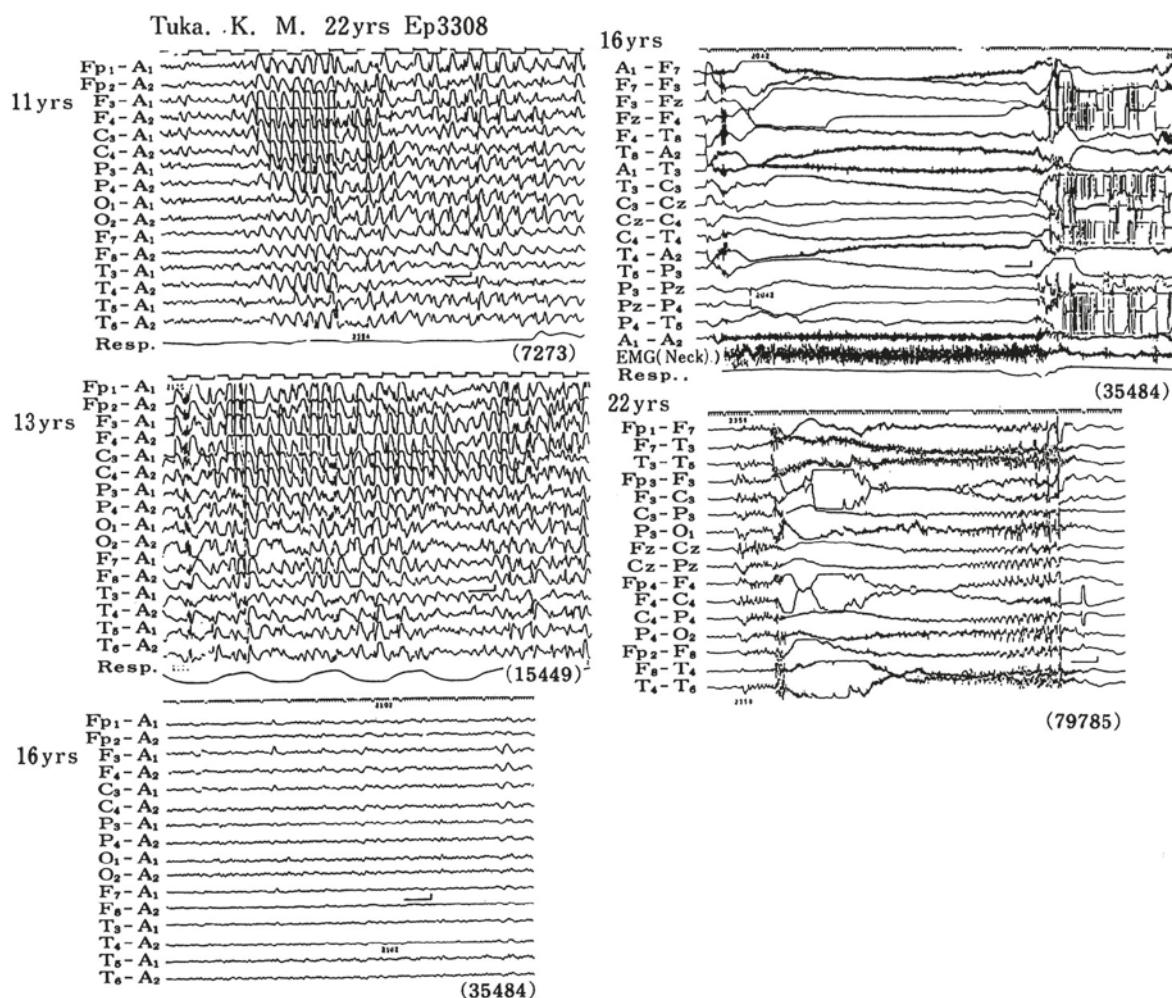 Tuka. K. M. 22yrs Ep3308
11yrs
Fp₁-A₁
Fp₂-A₂
F₃-A₁
F₄-A₂
C₃-A₁
C₄-A₂
P₃-A₁
P₄-A₂
O₁-A₁
O₂-A₂
F₇-A₁
F₈-A₂
T₃-A₁
T₄-A₂
T₅-A₁
T₆-A₂
Resp.
(7273)
13yrs
Fp₁-A₁
Fp₂-A₂
F₃-A₁
F₄-A₂
C₃-A₁
C₄-A₂
P₃-A₁
P₄-A₂
O₁-A₁
O₂-A₂
F₇-A₁
F₈-A₂
T₃-A₁
T₄-A₂
T₅-A₁
T₆-A₂
Resp.
(15449)
16yrs
2102
Fp₁-A₁
Fp₂-A₂
F₃-A₁
F₄-A₂
C₃-A₁
C₄-A₂
P₃-A₁
P₄-A₂
O₁-A₁
O₂-A₂
F₇-A₁
F₈-A₂
T₃-A₁
T₄-A₂
2102
T₅-A₁
T₆-A₂
(35484)
16yrs
2042
A₁-F₇
F₇-F₃
F₃-Fz
Fz-F₄
F₄-T₈
T₈-A₂
A₁-T₃
T₃-C₃
C₃-Cz
Cz-C₄
C₄-T₄
T₄-A₂
T₅-P₃
P₃-Pz
2042
Pz-P₄
P₄-T₅
A₁-A₂
EMG(Neck).)
Resp..
(35484)
22yrs
Fp₁-F₇
F₇-T₃
T₃-T₅
Fp₃-F₃
F₃-C₃
C₃-P₃
P₃-O₁
Fz-Cz
Cz-Pz
Fp₄-F₄
F₄-C₄
C₄-P₄
P₄-O₂
Fp₂-F₈
F₈-T₄
T₄-T₆
(79785)